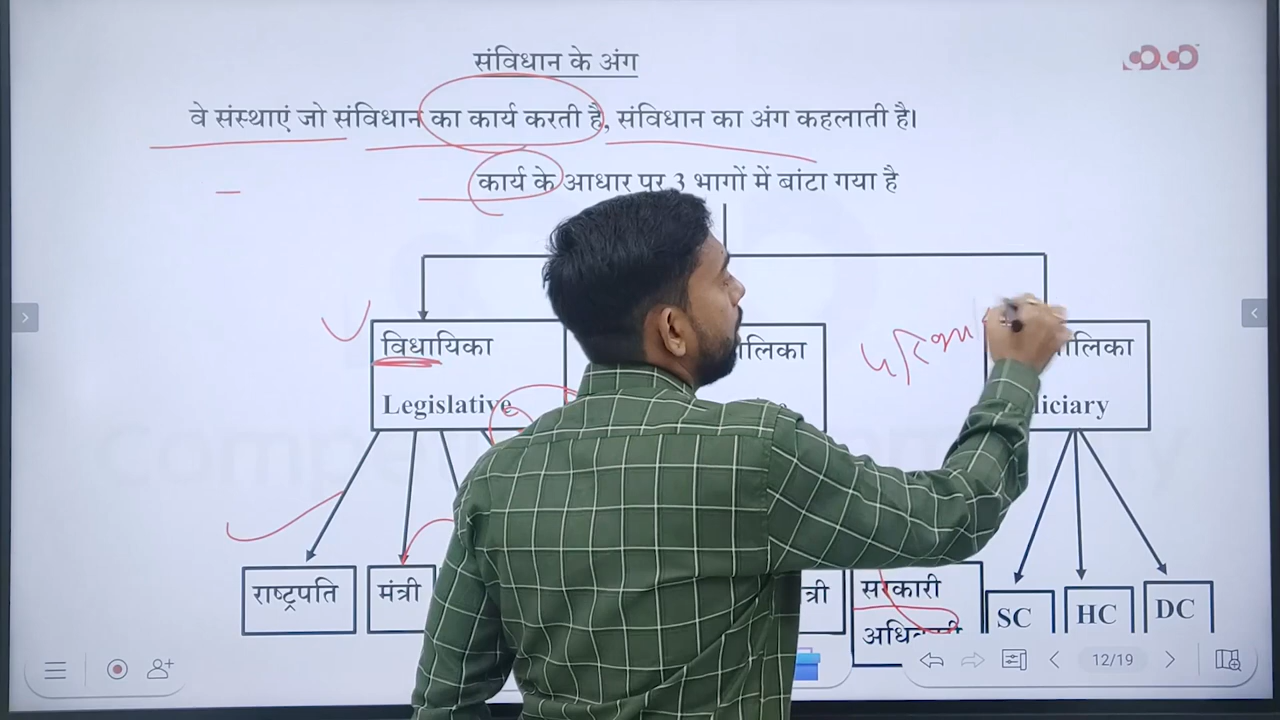 संविधान के अंग
वे संस्थाएं जो संविधान का कार्य करती है, संविधान का अंग कहलाती है।
कार्य के आधार पर 3 भागों में बांटा गया है
विधायिका
Legislative
राष्ट्रपति
मंत्री
सरकारी
SC
HC
DC
12/19